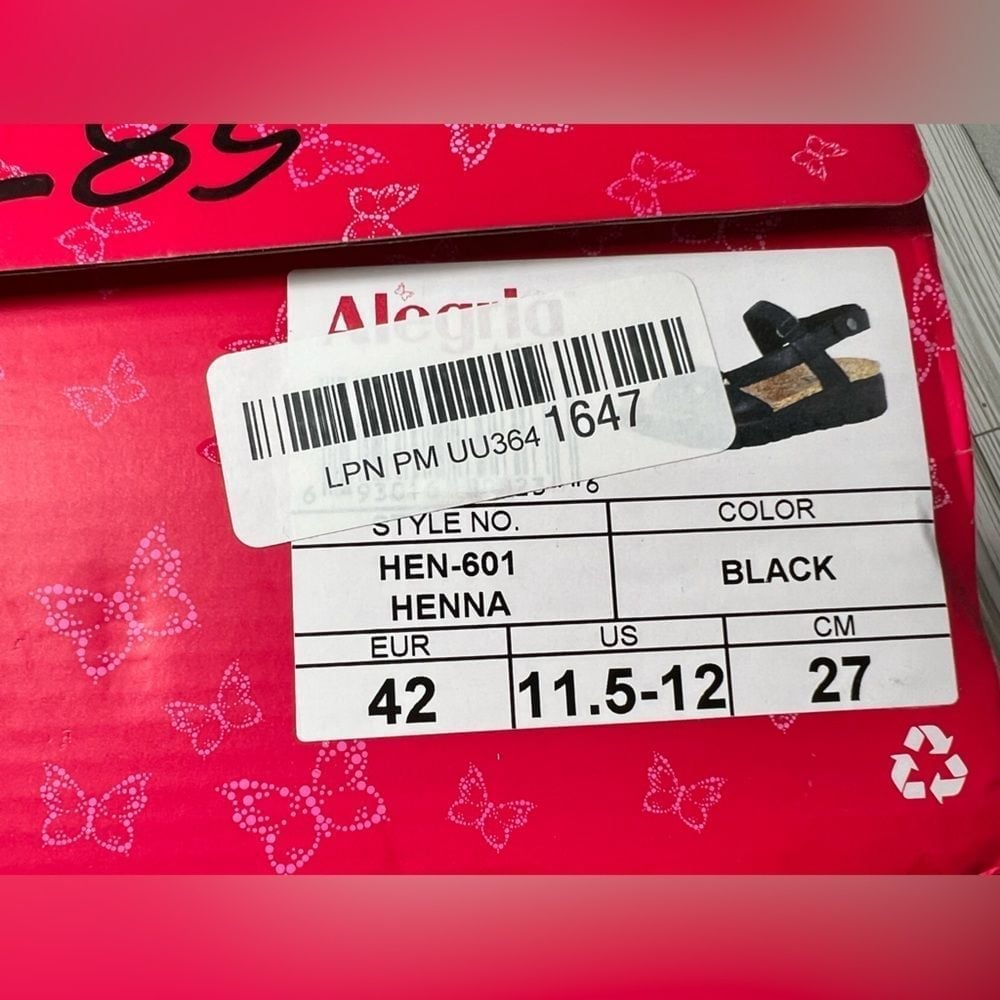 -85
Alegria
LPN PM UU364 1647
STYLE NO.
COLOR
HEN-601
HENNA
BLACK
EUR
US
CM
42
11.5-12
27